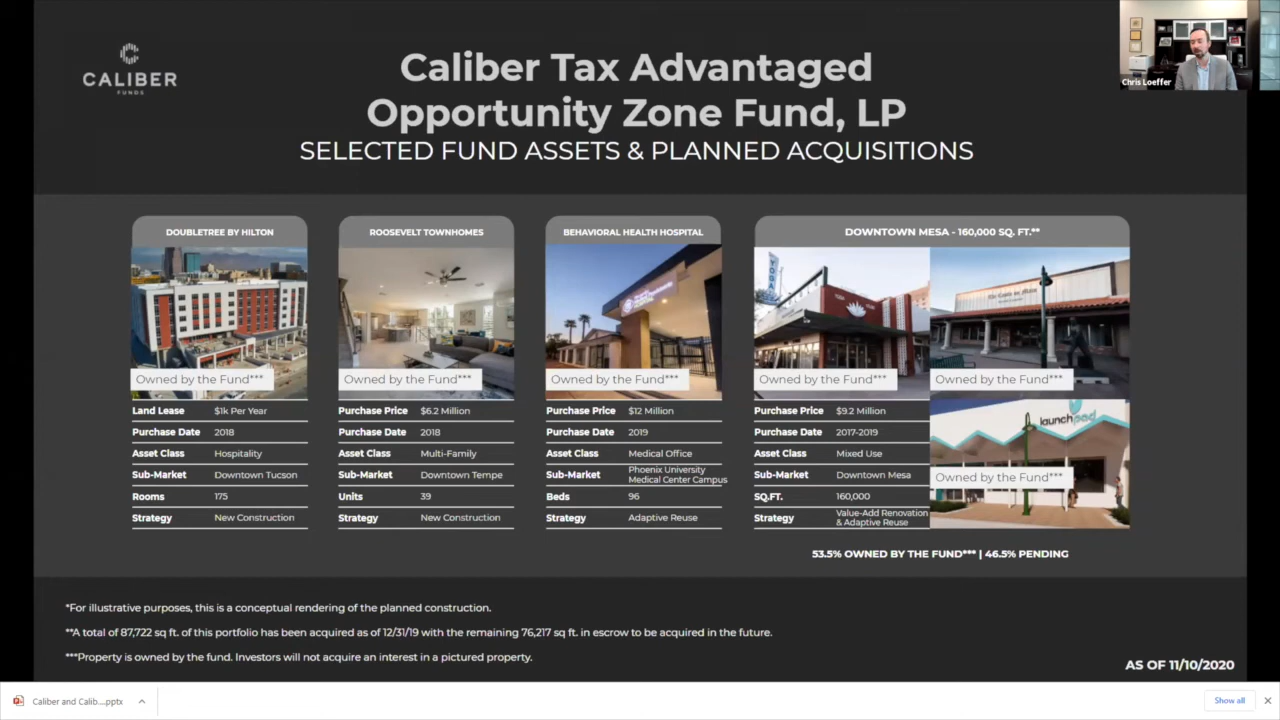 CALIBER
FUNDS
Caliber Tax Advantaged
Opportunity Zone Fund, LP
SELECTED FUND ASSETS & PLANNED ACQUISITIONS
Chris Loeffer
DOUBLETREE BY HILTON
Owned by the Fund***
Land Lease $1k Per Year
Purchase Date 2018
Asset Class Hospitality
Sub-Market Downtown Tucson
Rooms 175
Strategy New Construction
ROOSEVELT TOWNHOMES
Owned by the Fund***
Purchase Price $6.2 Million
Purchase Date 2018
Asset Class Multi-Family
Sub-Market Downtown Tempe
Units 39
Strategy New Construction
BEHAVIORAL HEALTH HOSPITAL
Owned by the Fund***
Purchase Price $12 Million
Purchase Date 2019
Asset Class Medical Office
Sub-Market Phoenix University
Medical Center Campus
Beds 96
Strategy Adaptive Reuse
DOWNTOWN MESA - 160,000 SQ. FT.**
YOGA
Owned by the Fund***
Owned by the Fund***
launchpad
Owned by the Fund***
Purchase Price $9.2 Million
Purchase Date 2017-2019
Asset Class Mixed Use
Sub-Market Downtown Mesa
SQ.FT. 160,000
Strategy Value-Add Renovation
& Adaptive Reuse
53.5% OWNED BY THE FUND*** | 46.5% PENDING
*For illustrative purposes, this is a conceptual rendering of the planned construction.
**A total of 87,722 sq ft. of this portfolio has been acquired as of 12/31/19 with the remaining 76,217 sq ft. in escrow to be acquired in the future.
***Property is owned by the fund. Investors will not acquire an interest in a pictured property.
AS OF 11/10/2020
Caliber and Calib....pptx
Show all